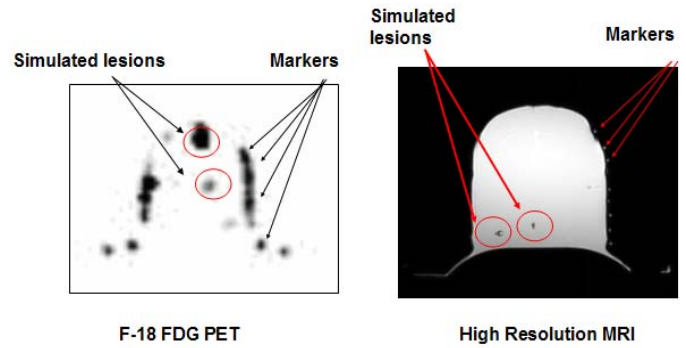 Simulated lesions
Markers
F-18 FDG PET
Simulated
lesions
Markers
High Resolution MRI